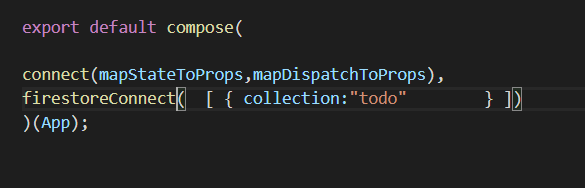 export default compose(
connect(mapStateToProps,mapDispatchToProps),
firestoreConnect(  [ { collection:"todo"        } ])
)(App);